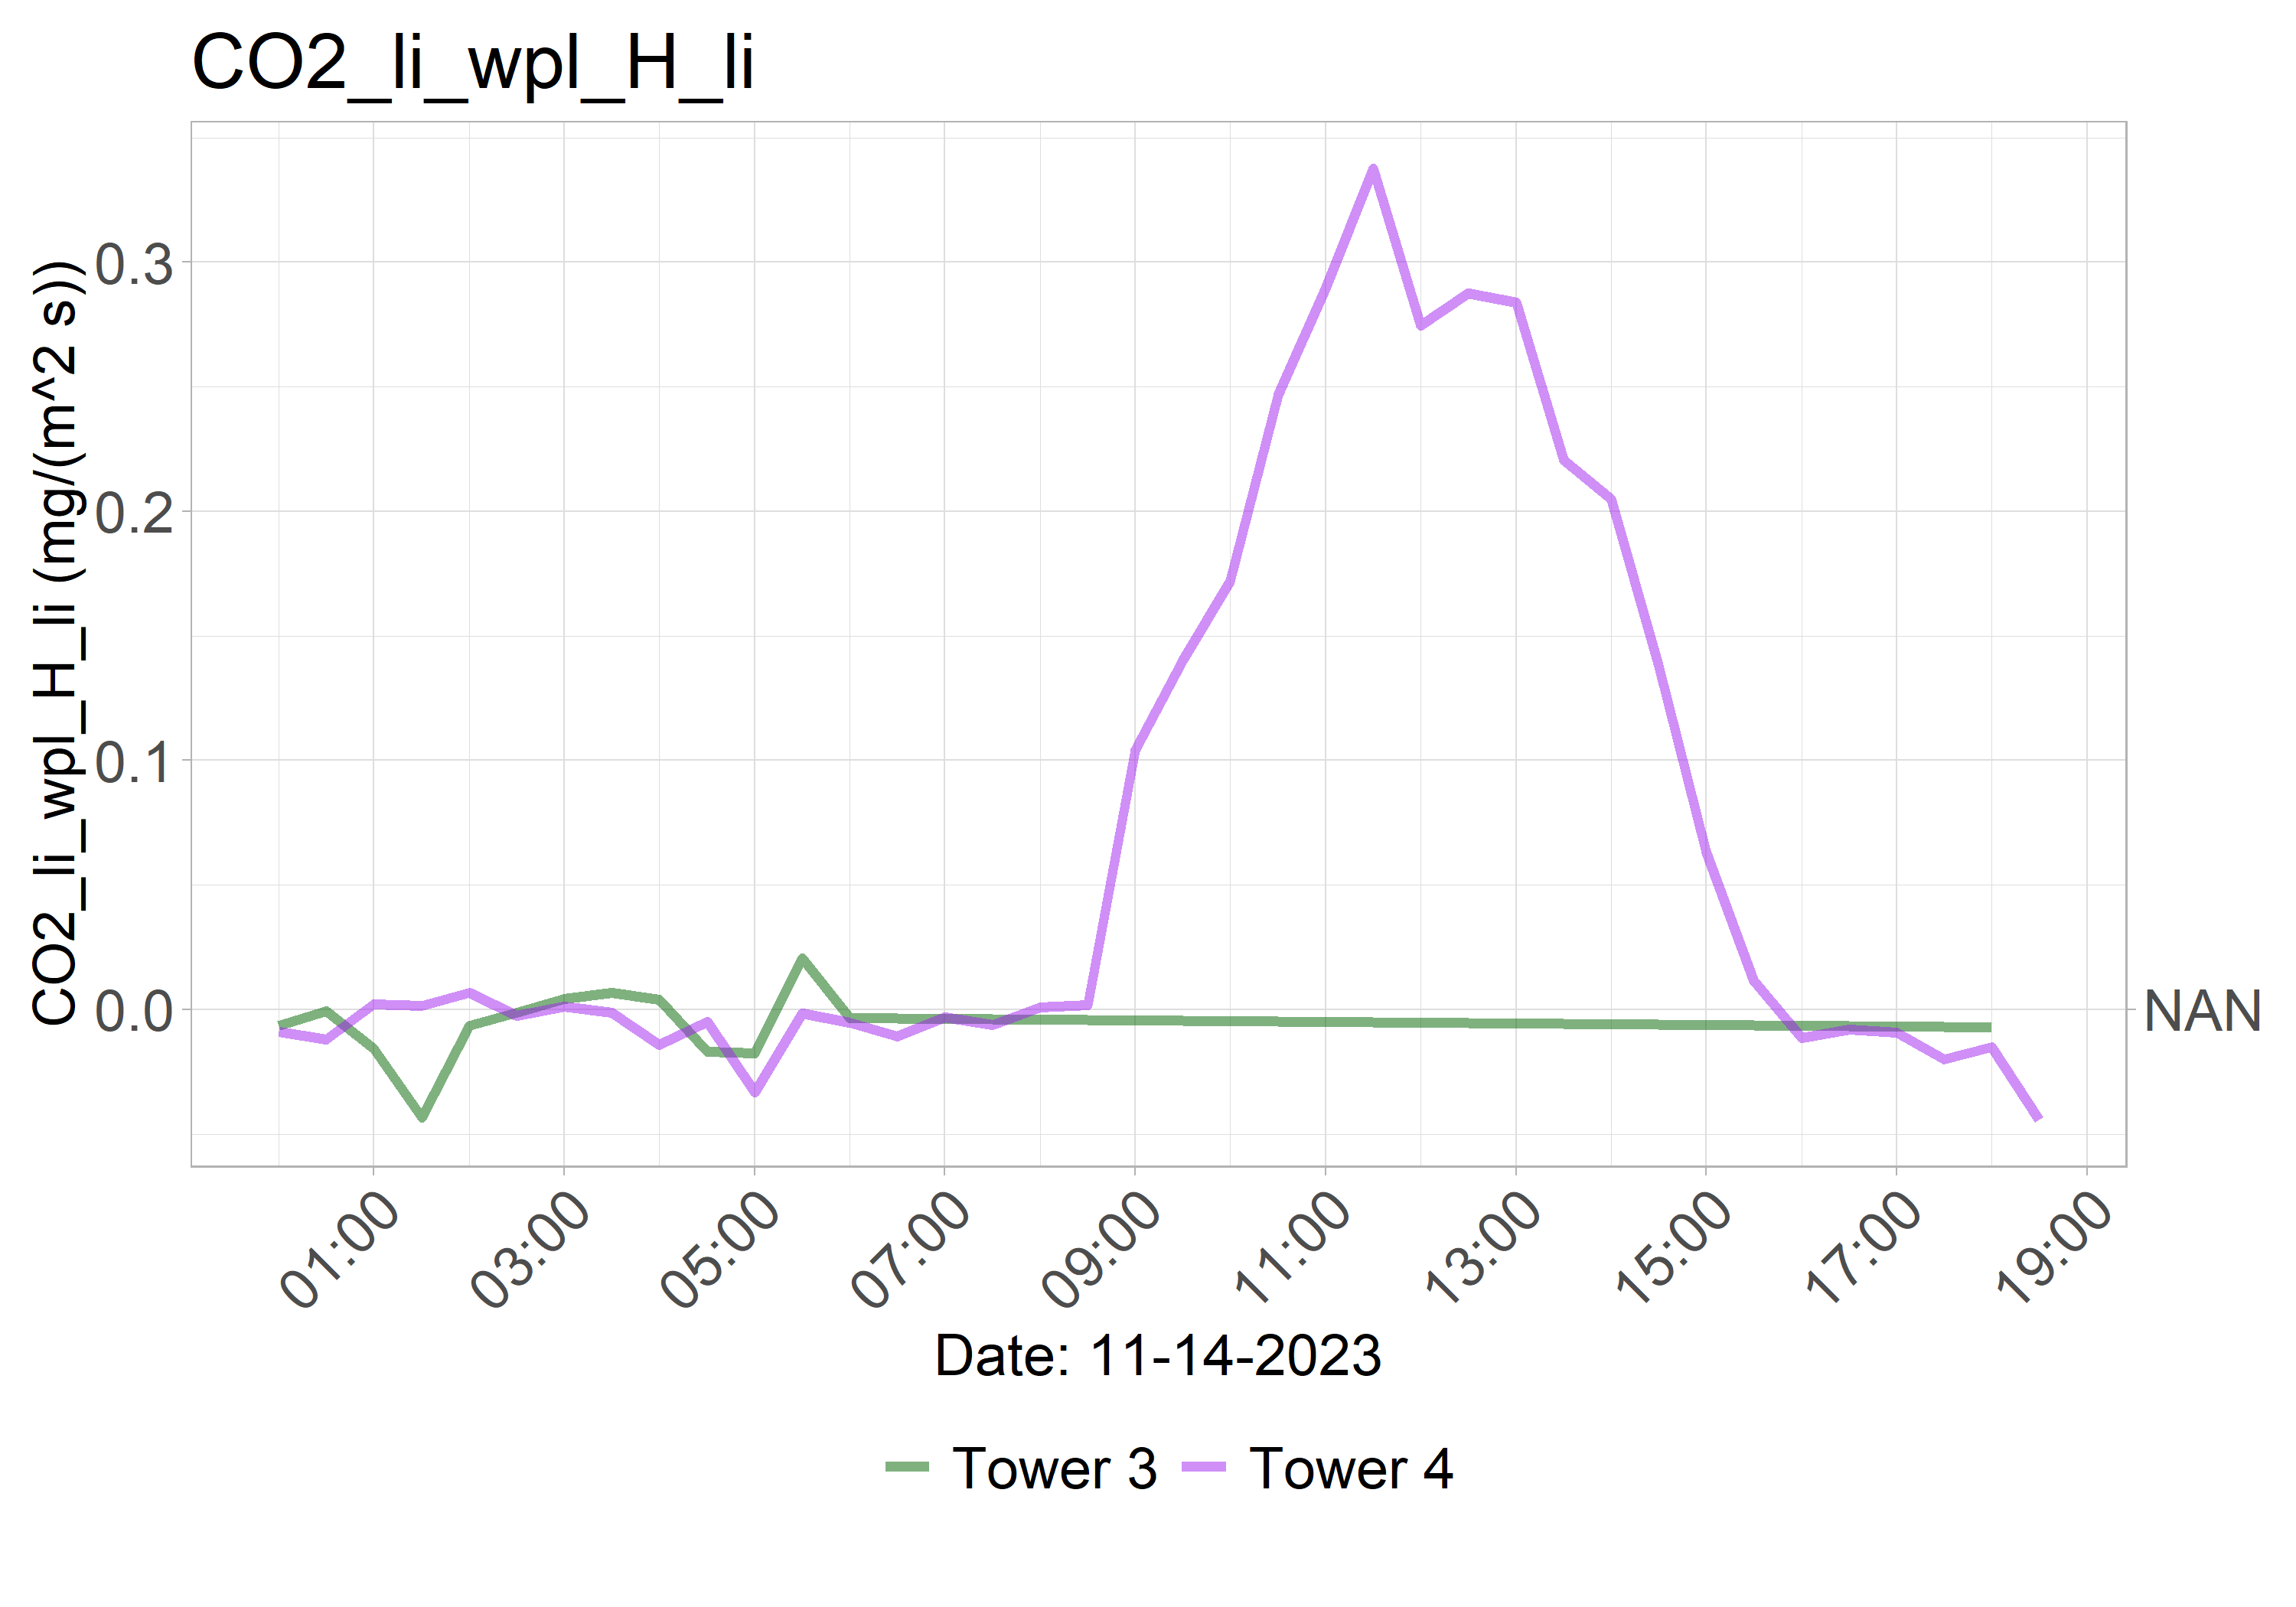 CO2_li_wpl_H_li
CO2_li_wpl_H_li (mg/(m^2 s))
0.3
0.2
0.1
0.0
NAN
01:00
03:00
05:00
07:00
09:00
11:00
13:00
15:00
17:00
19:00
Date: 11-14-2023
Tower 3
Tower 4